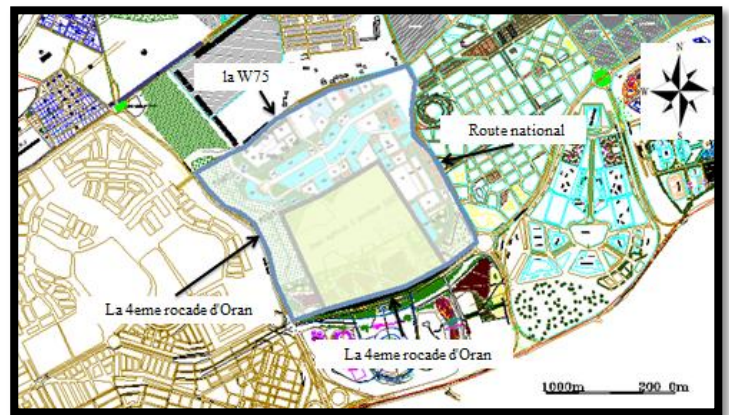 la W75
N
W
E
S
Route national
La 4eme rocade d'Oran
La 4eme rocade d'Oran
1000m 200.0m